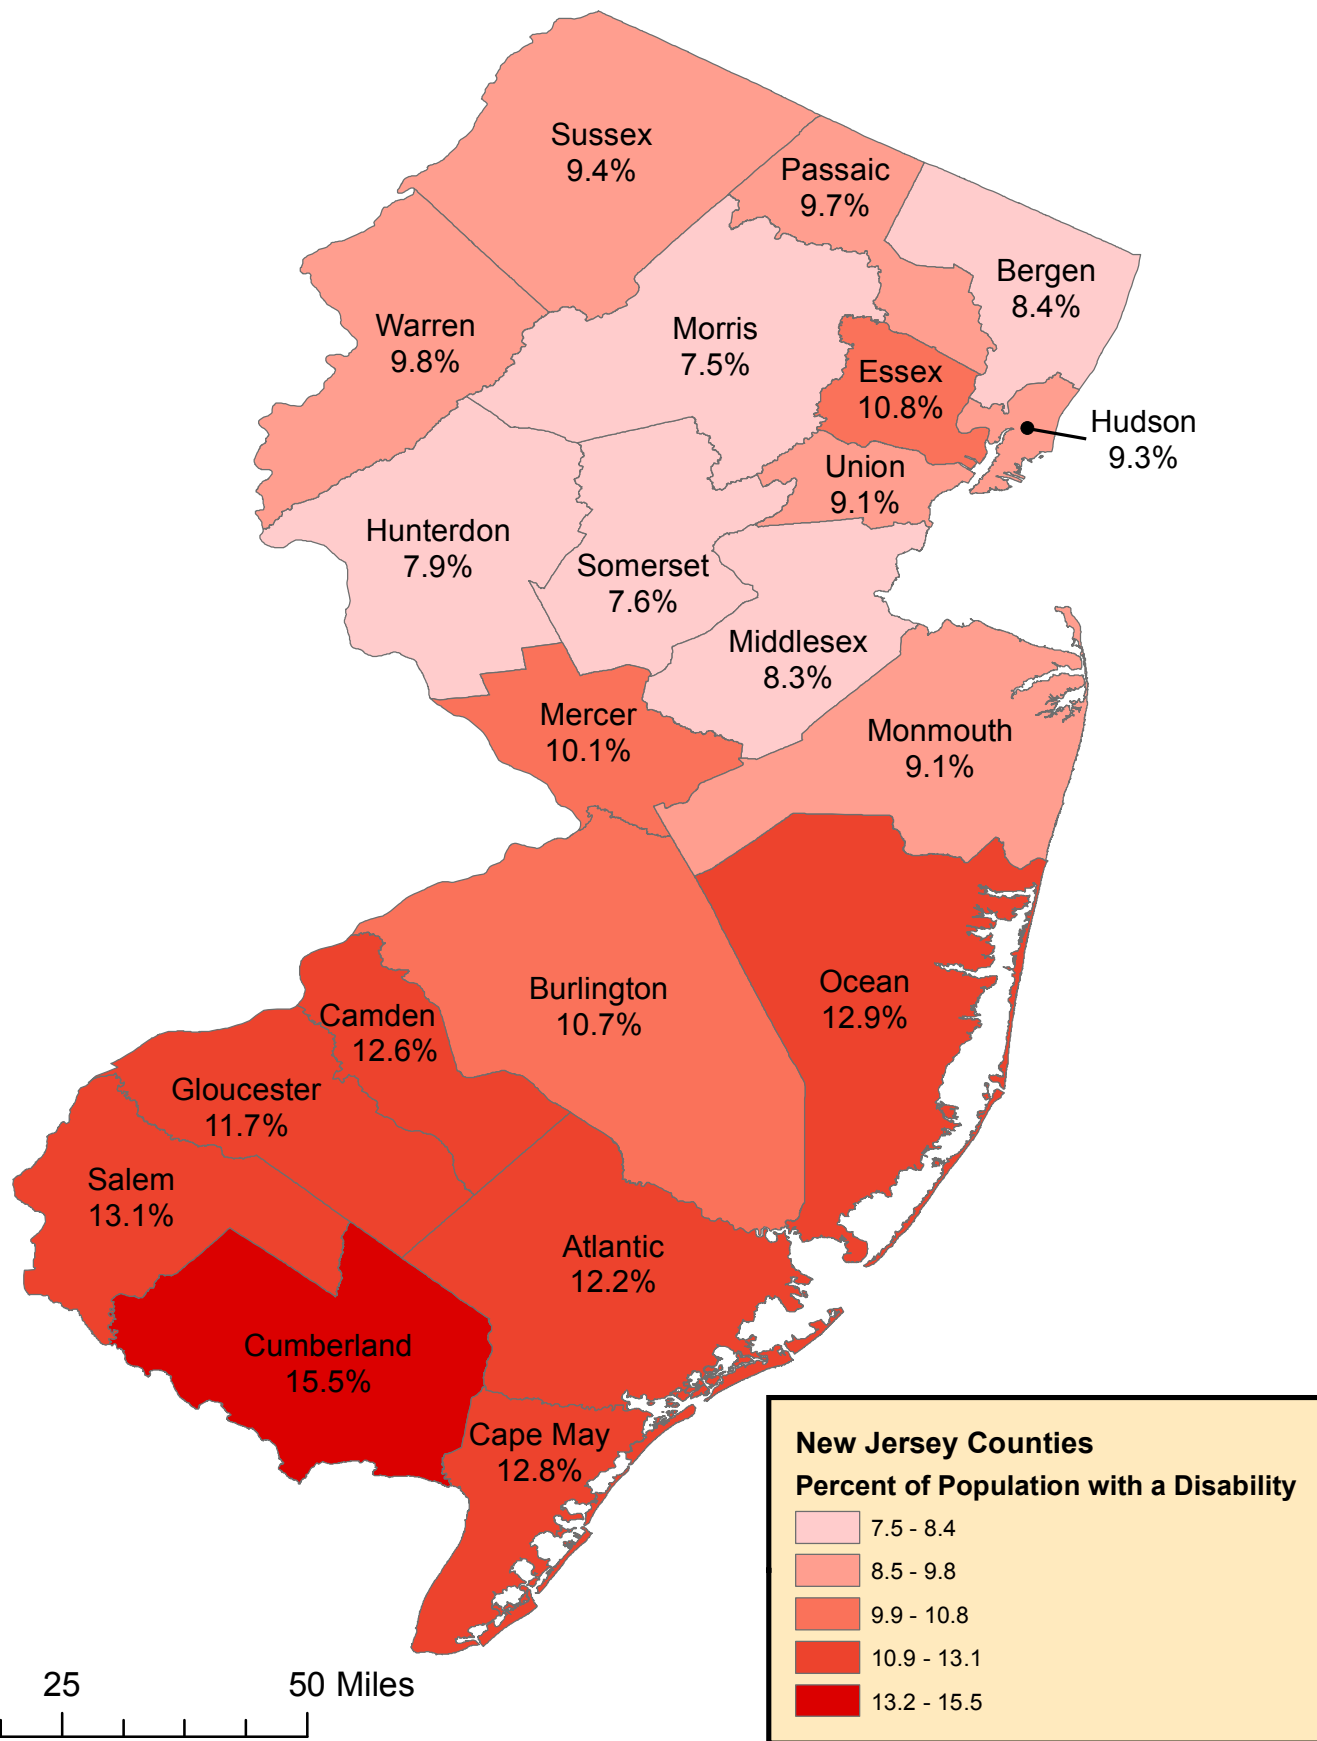 Sussex
9.4%
Passaic
9.7%
Bergen
8.4%
Warren
9.8%
Morris
7.5%
Essex
10.8%
Hudson
9.3%
Union
9.1%
Hunterdon
7.9%
Somerset
7.6%
Middlesex
8.3%
Mercer
10.1%
Monmouth
9.1%
Burlington
10.7%
Ocean
12.9%
Camden
12.6%
Gloucester
11.7%
Salem
13.1%
Atlantic
12.2%
Cumberland
15.5%
Cape May
12.8%
New Jersey Counties
Percent of Population with a Disability
7.5 - 8.4
8.5 - 9.8
9.9 - 10.8
10.9 - 13.1
13.2 - 15.5
25 50 Miles